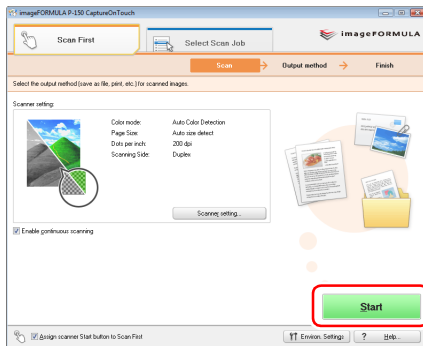 imageFORMULA P-150 CaptureOnTouch
Scan First
Select Scan Job
imageFORMULA
Scan
Output method
Finish
Select the output method (save as file, print, etc.) for scanned images.
Scanner setting:
Color mode: Auto Color Detection
Page Size: Auto size detect
Dots per inch: 200 dpi
Scanning Side: Duplex
Scanner setting...
Enable continuous scanning
Start
Assign scanner Start button to Scan First
Environ. Settings
? Help...